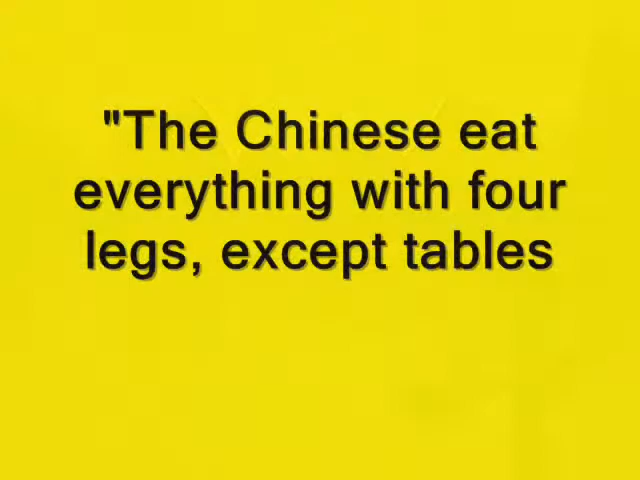 "The Chinese eat
everything with four
legs, except tables